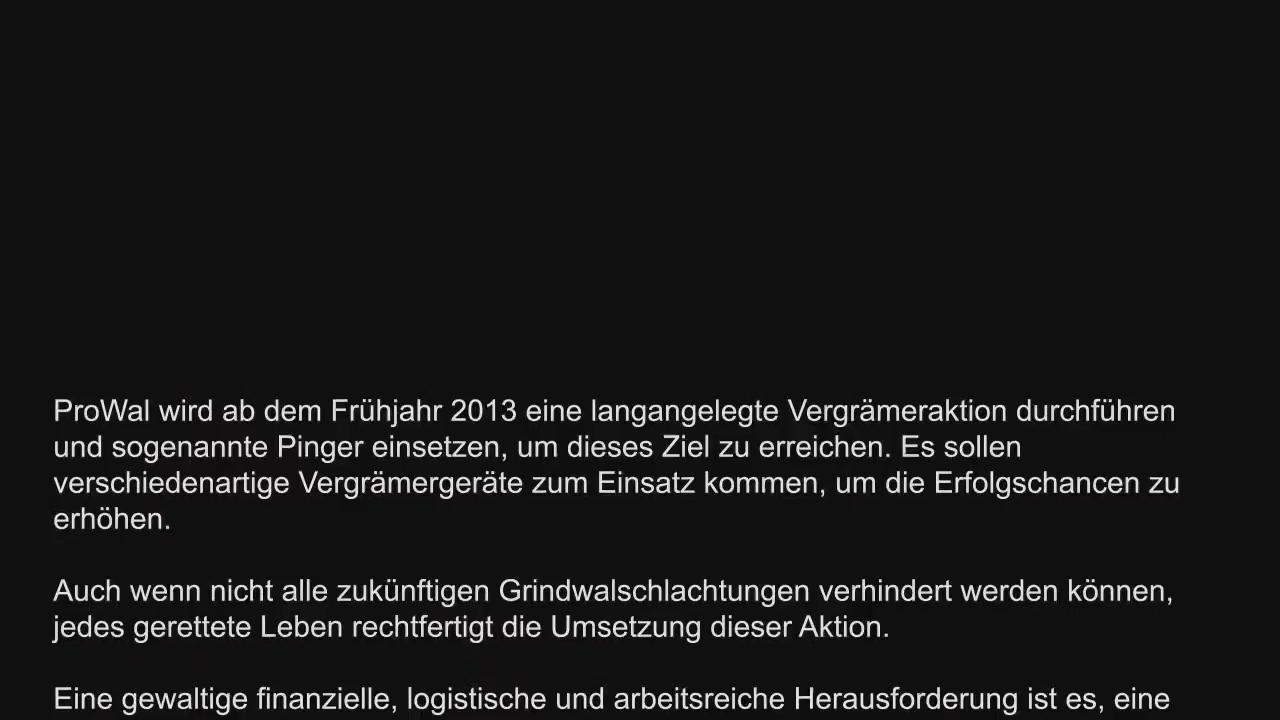 ProWal wird ab dem Frühjahr 2013 eine langangelegte Vergrämeraktion durchführen
und sogenannte Pinger einsetzen, um dieses Ziel zu erreichen. Es sollen
verschiedenartige Vergrämergeräte zum Einsatz kommen, um die Erfolgschancen zu
erhöhen.
Auch wenn nicht alle zukünftigen Grindwalschlachtungen verhindert werden können,
jedes gerettete Leben rechtfertigt die Umsetzung dieser Aktion.
Eine gewaltige finanzielle, logistische und arbeitsreiche Herausforderung ist es, eine